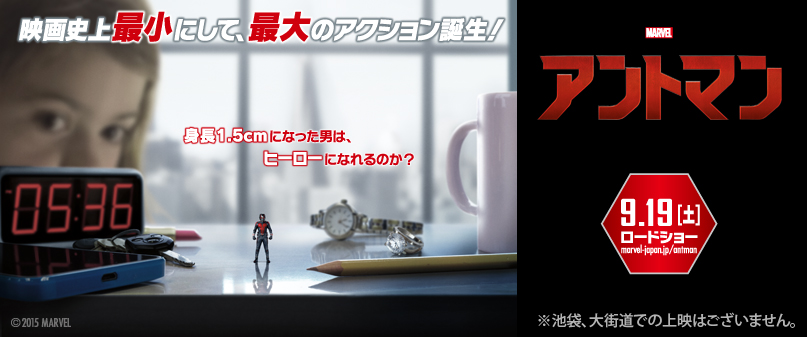 映画史上最小にして、最大のアクション誕生！
身長1.5cmになった男は、
ヒーローになれるのか？
05:36
©2015 MARVEL
MARVEL
アントマン
9.19[土]
ロードショー
marvel-japan.jp/antman
※池袋、大街道での上映はございません。